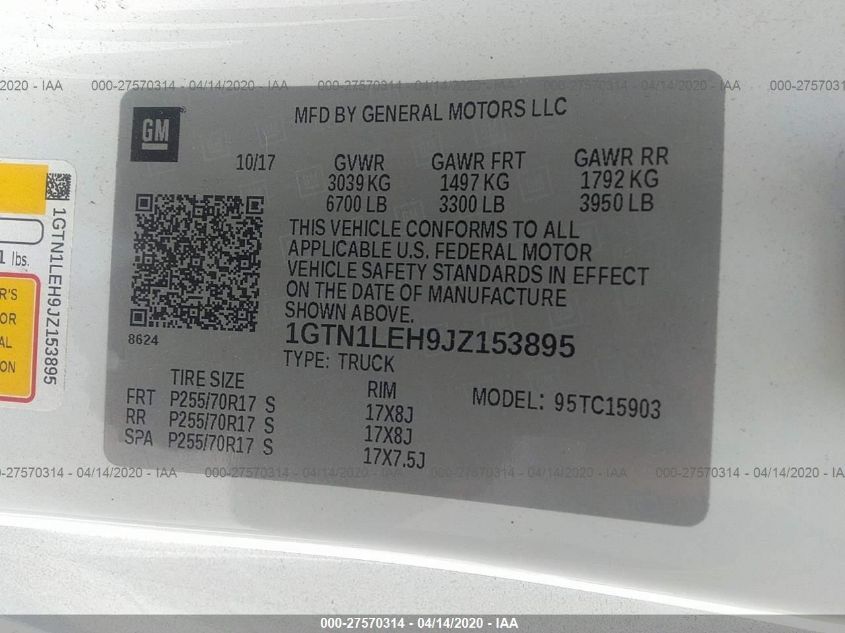 000-27570314 - 04/14/2020 - IAA
MFD BY GENERAL MOTORS LLC
GM
10/17
GVWR GAWR FRT GAWR RR
3039 KG 1497 KG 1792 KG
6700 LB 3300 LB 3950 LB
THIS VEHICLE CONFORMS TO ALL
APPLICABLE U.S. FEDERAL MOTOR
VEHICLE SAFETY STANDARDS IN EFFECT
ON THE DATE OF MANUFACTURE
SHOWN ABOVE.
8624
1GTN1LEH9JZ153895
TYPE: TRUCK
TIRE SIZE RIM
FRT P255/70R17 S 17X8J
RR P255/70R17 S 17X8J
SPA P255/70R17 S 17X7.5J
MODEL: 95TC15903
1GTN1LEH9JZ153895
lbs.
000-27570314 - 04/14/2020 - IAA
000-27570314 - 04/14/2020 - IAA